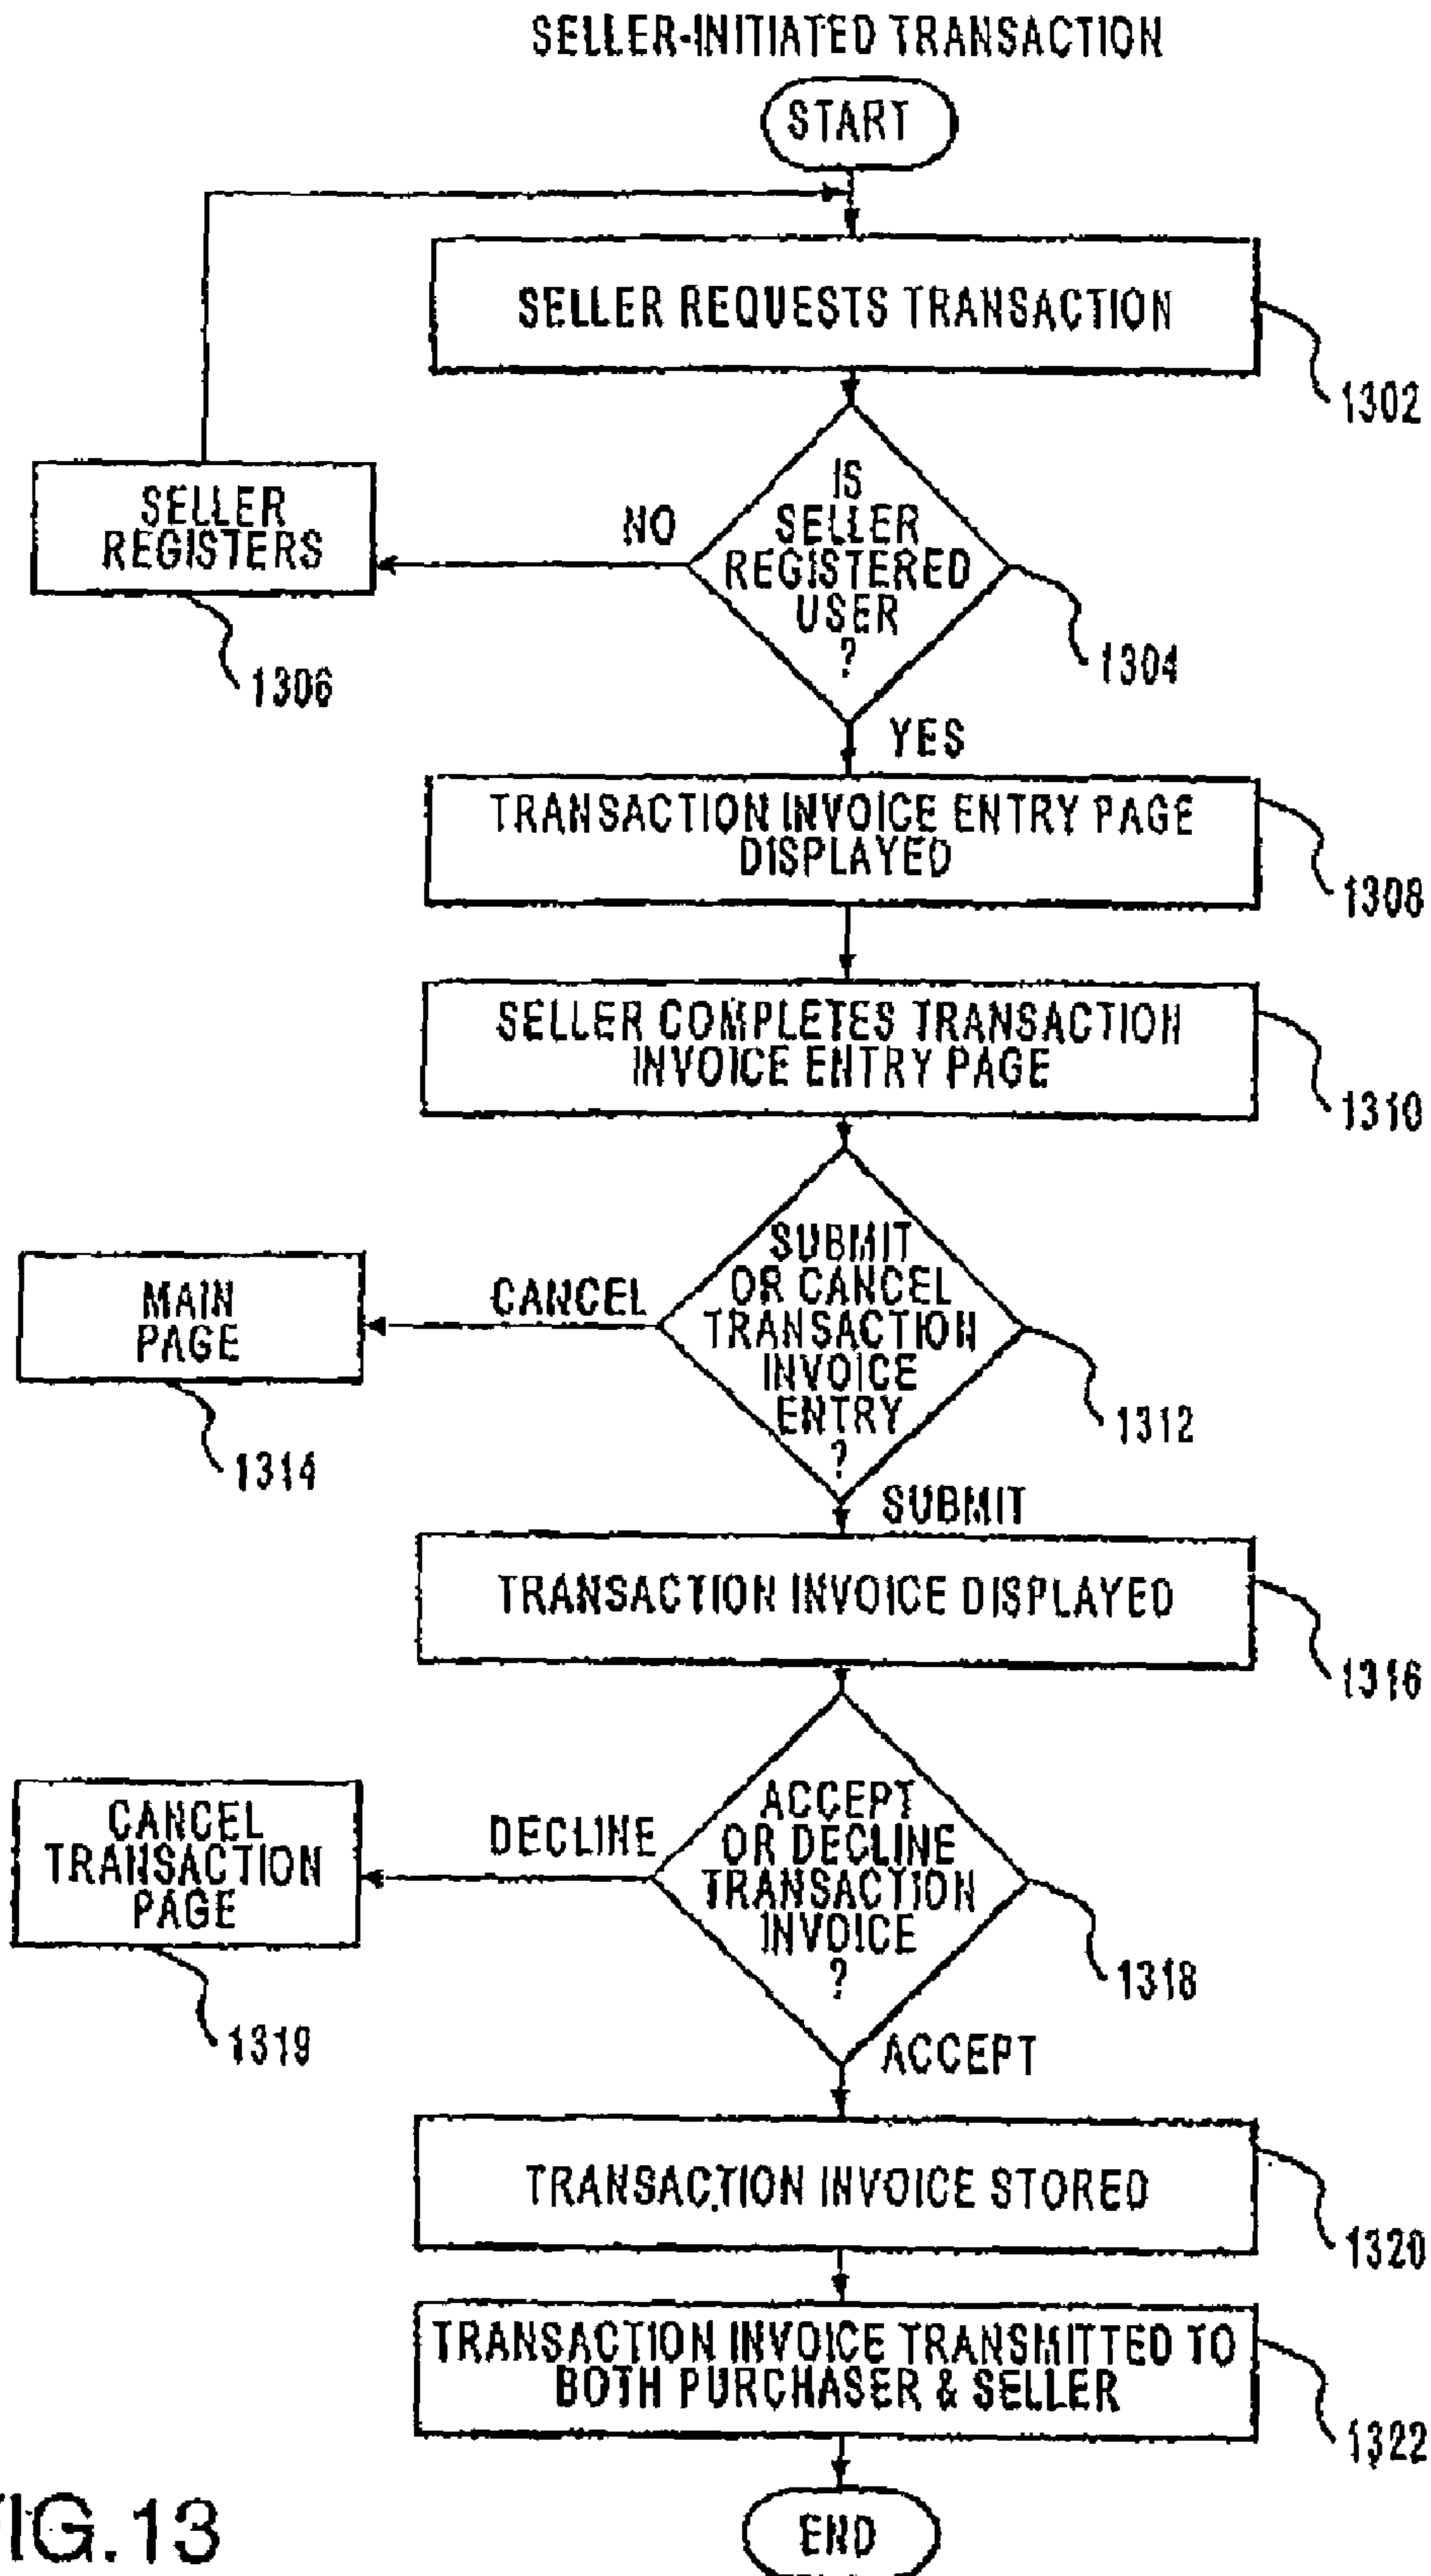 SELLER-INITIATED TRANSACTION
START
SELLER REQUESTS TRANSACTION
1302
IS
SELLER
REGISTERED
USER
?
NO
SELLER
REGISTERS
1304
1306
YES
TRANSACTION INVOICE ENTRY PAGE
DISPLAYED
1308
SELLER COMPLETES TRANSACTION
INVOICE ENTRY PAGE
1310
SUBMIT
OR CANCEL
TRANSACTION
INVOICE
ENTRY
?
CANCEL
MAIN
PAGE
1312
1314
SUBMIT
TRANSACTION INVOICE DISPLAYED
1316
ACCEPT
OR DECLINE
TRANSACTION
INVOICE
?
DECLINE
CANCEL
TRANSACTION
PAGE
1318
1319
ACCEPT
TRANSACTION INVOICE STORED
1320
TRANSACTION INVOICE TRANSMITTED TO
BOTH PURCHASER & SELLER
1322
END
FIG.13